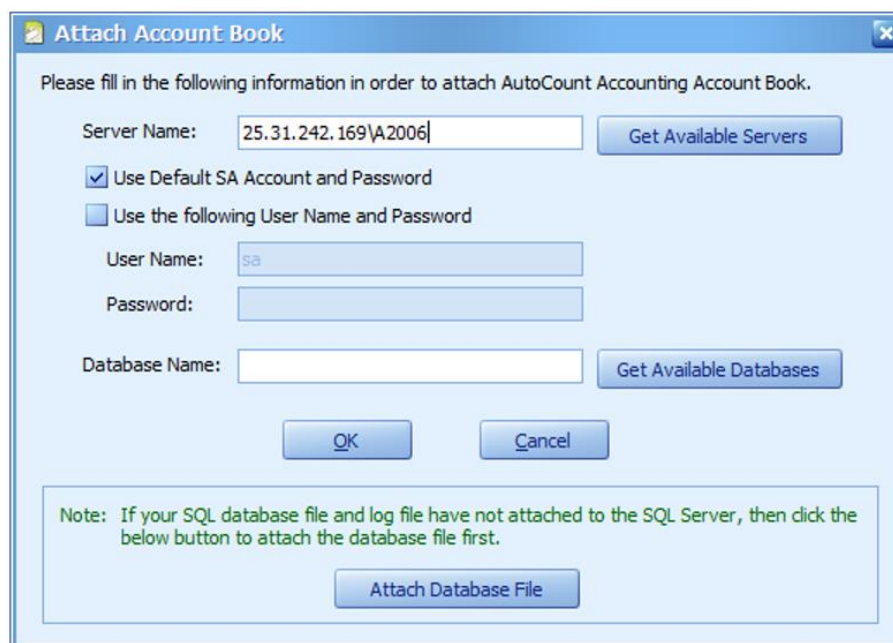 Attach Account Book
Please fill in the following information in order to attach AutoCount Accounting Account Book.
Server Name: 25.31.242.169\A2006 Get Available Servers
Use Default SA Account and Password
Use the following User Name and Password
User Name: sa
Password:
Database Name: Get Available Databases
OK Cancel
Note: If your SQL database file and log file have not attached to the SQL Server, then click the
below button to attach the database file first.
Attach Database File